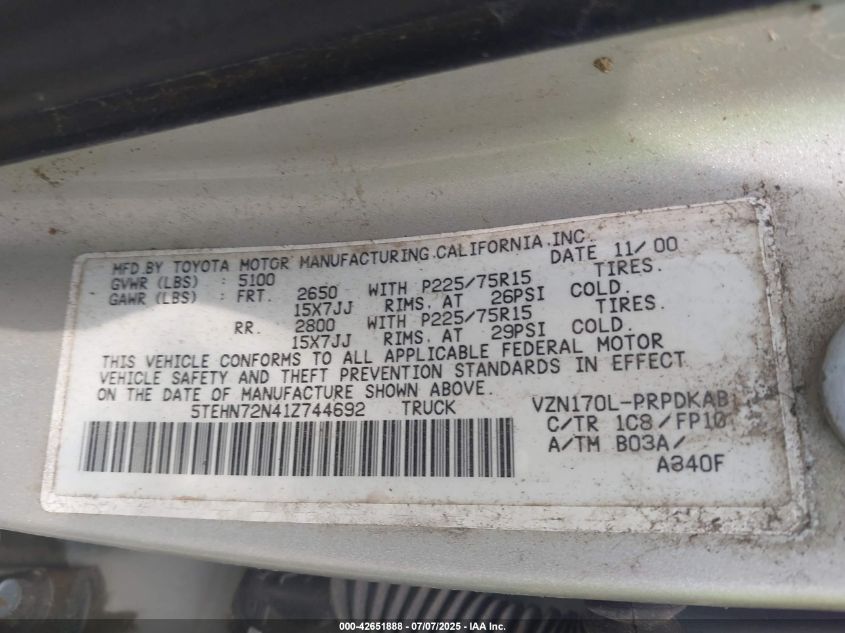 MFD.BY TOYOTA MOTOR MANUFACTURING.CALIFORNIA.INC.
GVWR (LBS) : 5100 DATE 11/00
GAWR (LBS) : FRT. 2650 WITH P225/75R15 TIRES.
15X7JJ RIMS. AT 26PSI COLD.
RR. 2800 WITH P225/75R15 TIRES.
15X7JJ RIMS. AT 29PSI COLD.
THIS VEHICLE CONFORMS TO ALL APPLICABLE FEDERAL MOTOR
VEHICLE SAFETY AND THEFT PREVENTION STANDARDS IN EFFECT
ON THE DATE OF MANUFACTURE SHOWN ABOVE.
5TEHN72N41Z744692 TRUCK VZN170L-PRPDKAB
C/TR 1C8/FP10
A/TM B03A/
A340F
000-42651888 - 07/07/2025 - IAA Inc.